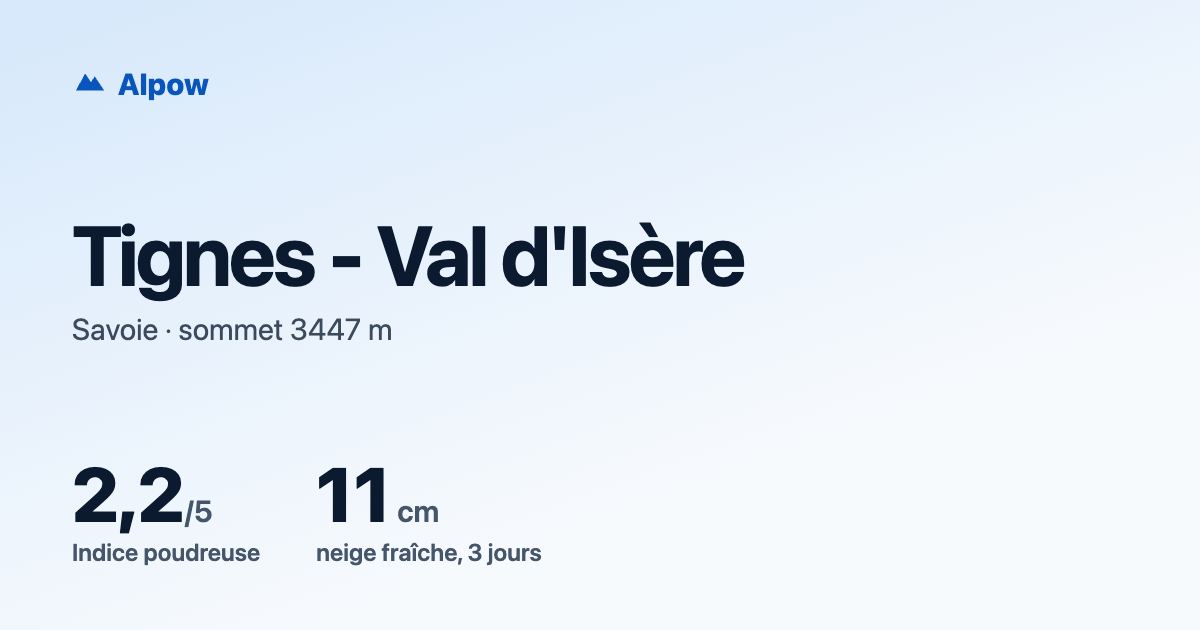 Alpow
Tignes - Val d'Isère
Savoie · sommet 3447 m
2,2/5
Indice poudreuse
11 cm
neige fraîche, 3 jours